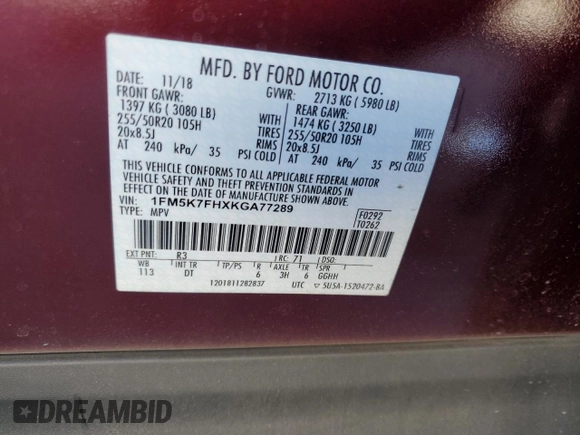 MFD. BY FORD MOTOR CO.
DATE: 11/18 GVWR: 2713 KG ( 5980 LB)
FRONT GAWR: REAR GAWR:
1397 KG ( 3080 LB) WITH 1474 KG ( 3250 LB) WITH
255/50R20 105H TIRES 255/50R20 105H TIRES
20x8.5J RIMS 20x8.5J RIMS
AT 240 kPa/ 35 PSI COLD AT 240 kPa/ 35 PSI COLD
THIS VEHICLE CONFORMS TO ALL APPLICABLE FEDERAL MOTOR
VEHICLE SAFETY AND THEFT PREVENTION STANDARDS IN
EFFECT ON THE DATE OF MANUFACTURE SHOWN ABOVE.
VIN: 1FM5K7FHXKGA77289 F0292
TYPE: MPV T0262
EXT PNT: R3 RC: 71 DSO:
WB INT TR TP/PS R AXLE TR SPR
113 DT 6 3H 6 GGHH
1201811282837 UTC ▽ 5U5A-1520472-BA
DREAMBID